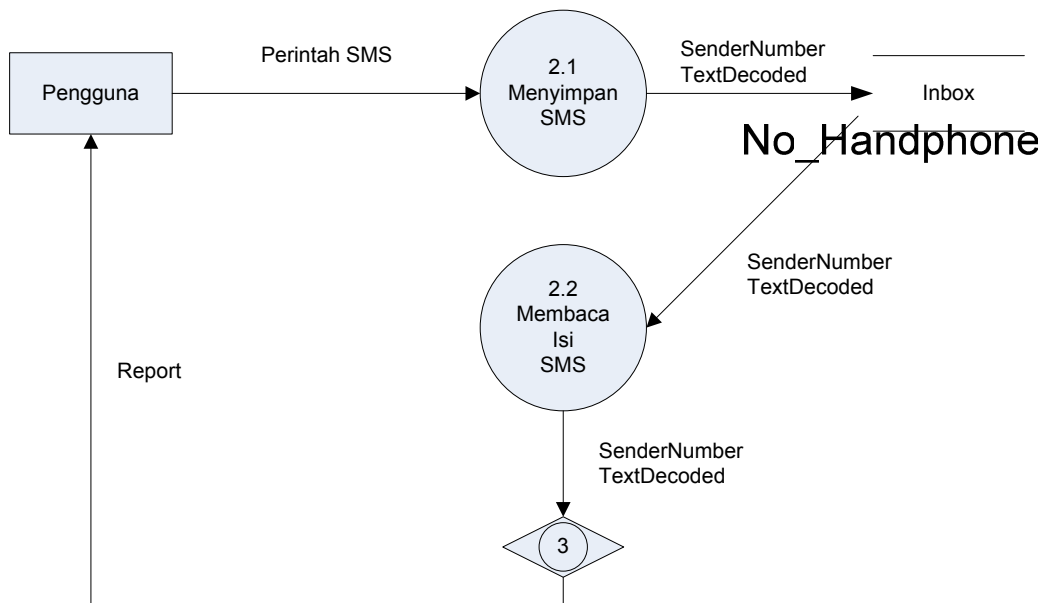 Perintah SMS
Pengguna
2.1
Menyimpan
SMS
SenderNumber
TextDecoded
Inbox
No_Handphone
SenderNumber
TextDecoded
2.2
Membaca
Isi
SMS
Report
SenderNumber
TextDecoded
3